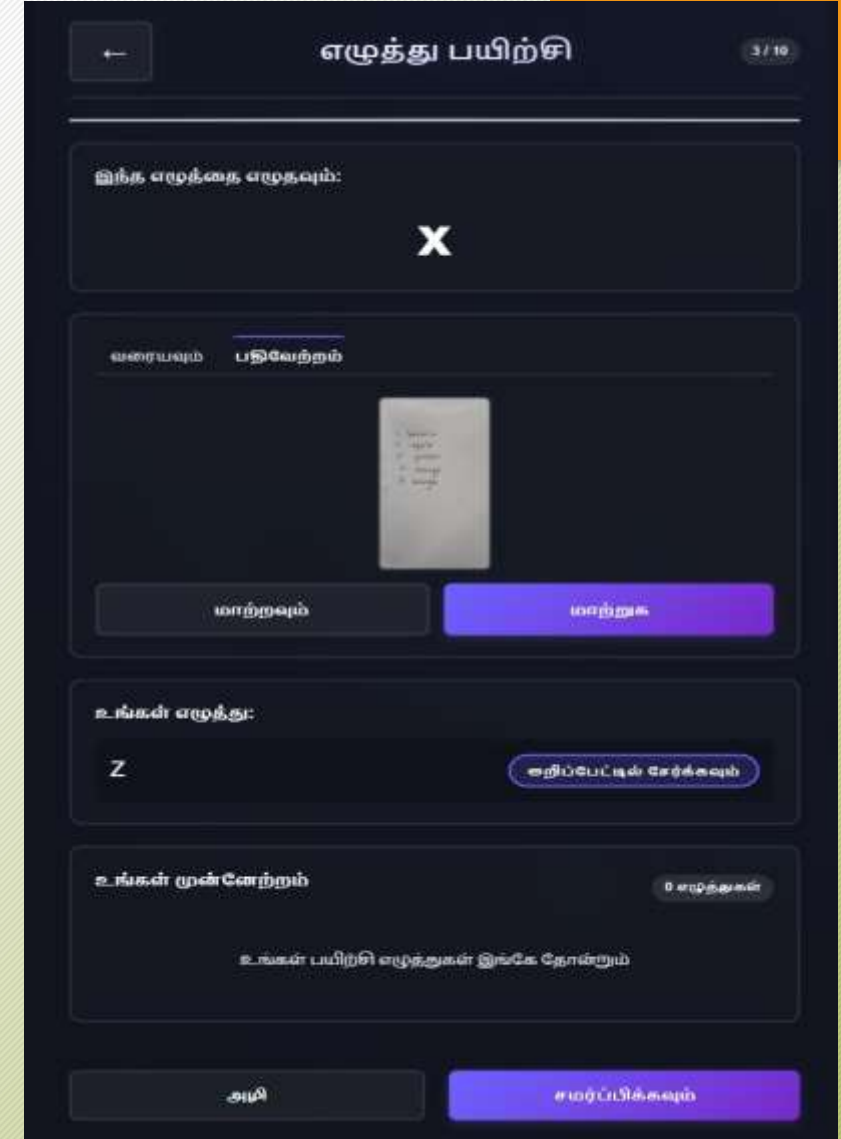 ←
எழுத்து பயிற்சி
3 / 10
இந்த எழுத்தை எழுதவும்:
x
வரையவும் பதிவேற்றம்
மாற்றவும் மாற்றுக
உங்கள் எழுத்து:
Z
சேர்க்கவும்
உங்கள் முன்னேற்றம்
0 எழுத்துகள்
உங்கள் பயிற்சி எழுத்துகள் இங்கே தோன்றும்
அழி சமர்ப்பிக்கவும்